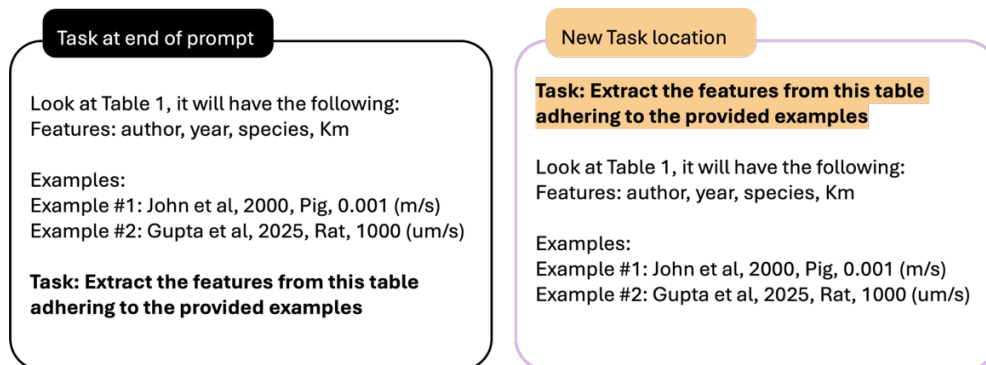 Task at end of prompt
Look at Table 1, it will have the following:
Features: author, year, species, Km
Examples:
Example #1: John et al, 2000, Pig, 0.001 (m/s)
Example #2: Gupta et al, 2025, Rat, 1000 (um/s)
Task: Extract the features from this table
adhering to the provided examples
New Task location
Task: Extract the features from this table
adhering to the provided examples
Look at Table 1, it will have the following:
Features: author, year, species, Km
Examples:
Example #1: John et al, 2000, Pig, 0.001 (m/s)
Example #2: Gupta et al, 2025, Rat, 1000 (um/s)